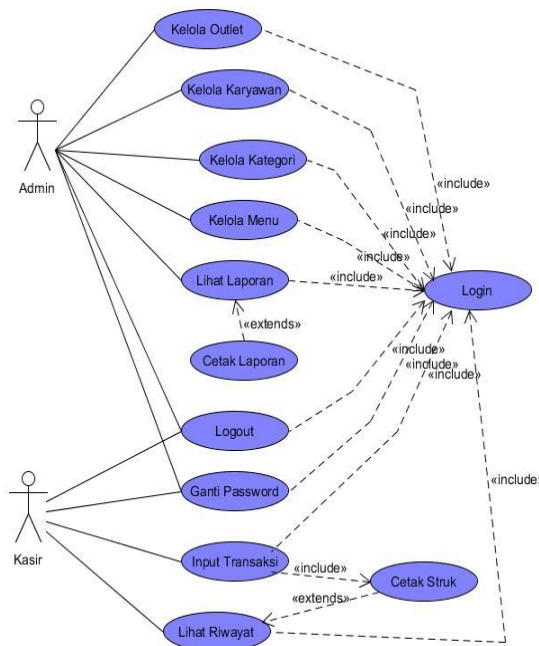 Kelola Outlet
Kelola Karyawan
Admin
Kelola Kategori
«include»
«include»
Kelola Menu
«include»
«include»
Lihat Laporan
«include»
Login
«extends»
Cetak Laporan
«include»
«include»
«include»
Logout
Ganti Password
«include»
Kasir
Input Transaksi
«include»
Cetak Struk
«extends»
Lihat Riwayat